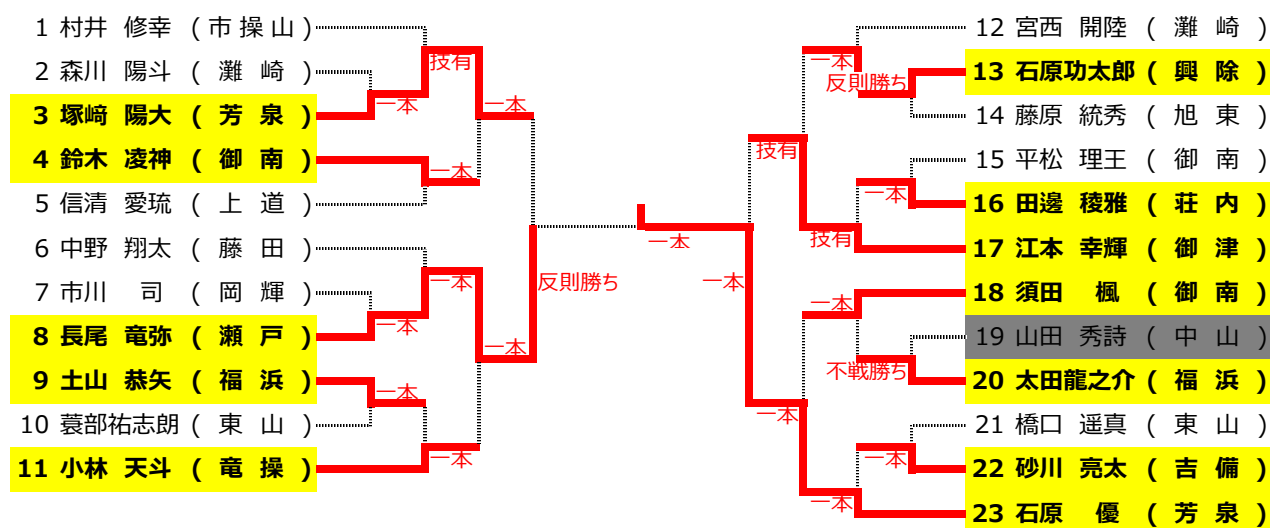 1 村井 修幸 (市操山)
2 森川 陽斗 ( 灘 崎 )
3 塚﨑 陽大 ( 芳 泉 )
4 鈴木 凌神 ( 御 南 )
5 信清 愛琉 ( 上 道 )
6 中野 翔太 ( 藤 田 )
7 市川 司 ( 岡 輝 )
8 長尾 竜弥 ( 瀬 戸 )
9 土山 恭矢 ( 福 浜 )
10 蓑部祐志朗 ( 東 山 )
11 小林 天斗 ( 竜 操 )
技有
一本
一本
一本
一本
一本
一本
一本
一本
反則勝ち
一本
一本
技有
一本
反則勝ち
一本
技有
一本
不戦勝ち
一本
一本
一本
12 宮西 開陸 ( 灘 崎 )
13 石原功太郎 ( 興 除 )
14 藤原 統秀 ( 旭 東 )
15 平松 理王 ( 御 南 )
16 田邊 稜雅 ( 荘 内 )
17 江本 幸輝 ( 御 津 )
18 須田 楓 ( 御 南 )
19 山田 秀詩 ( 中 山 )
20 太田龍之介 ( 福 浜 )
21 橋口 遥真 ( 東 山 )
22 砂川 亮太 ( 吉 備 )
23 石原 優 ( 芳 泉 )